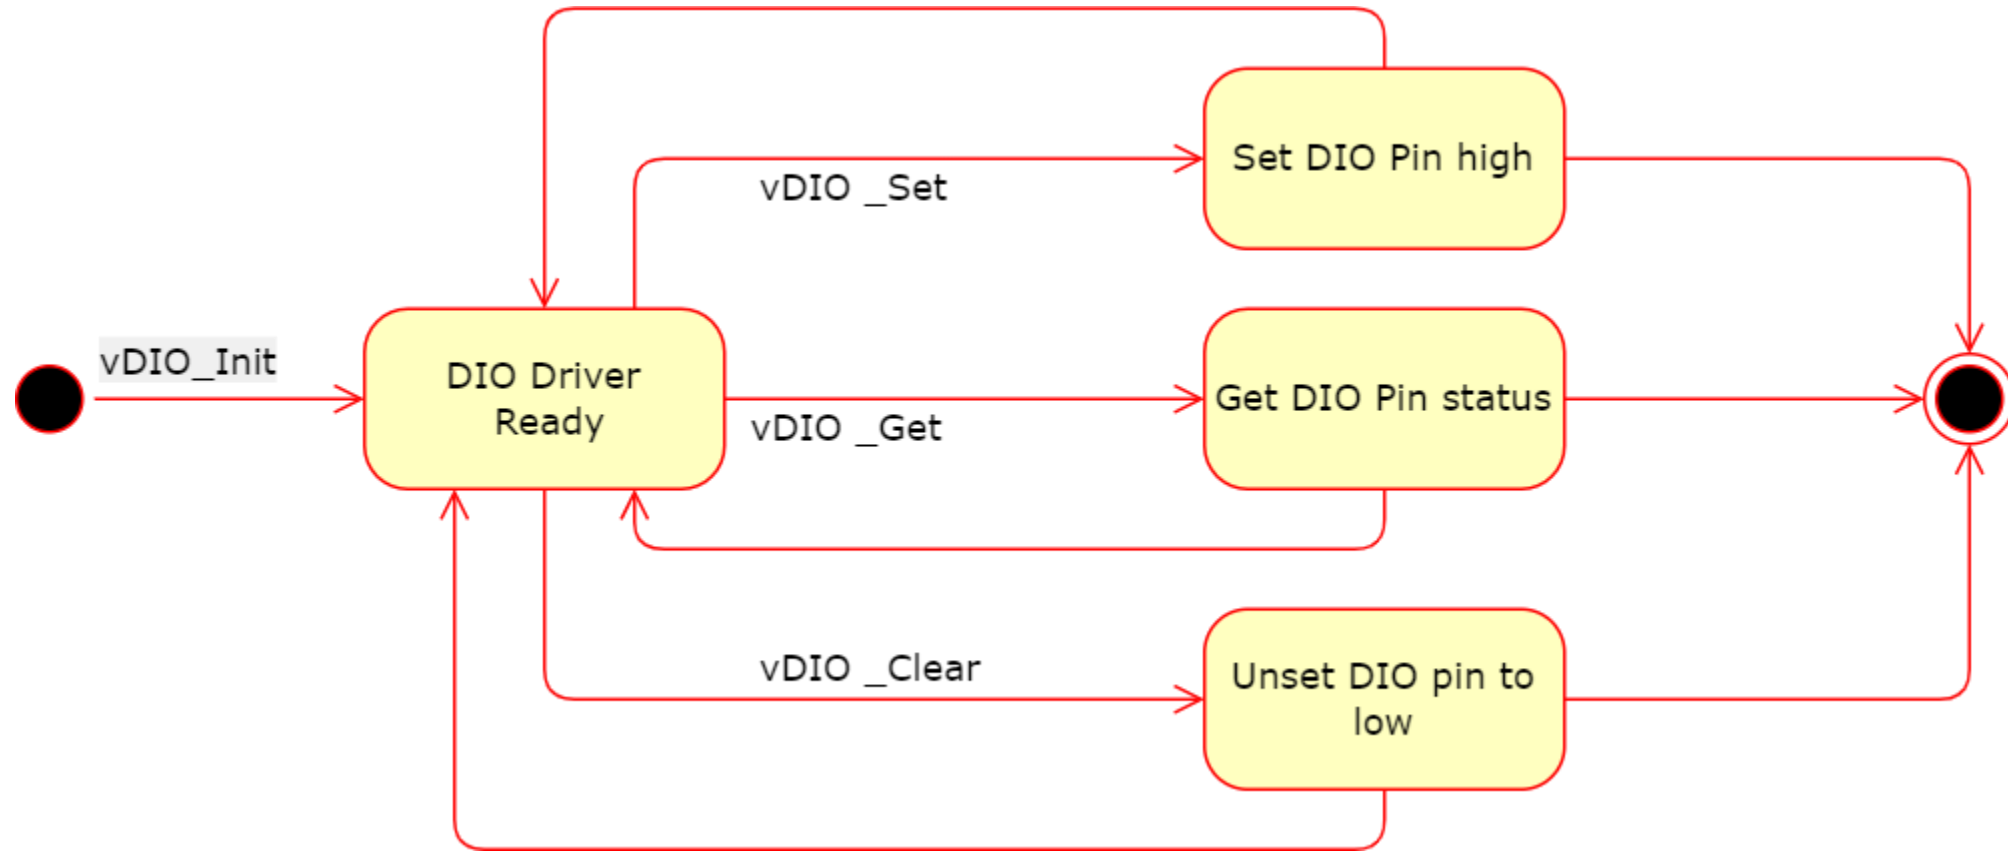 Set DIO Pin high
vDIO _Set
vDIO_Init
DIO Driver
Ready
Get DIO Pin status
vDIO _Get
vDIO _Clear
Unset DIO pin to
low